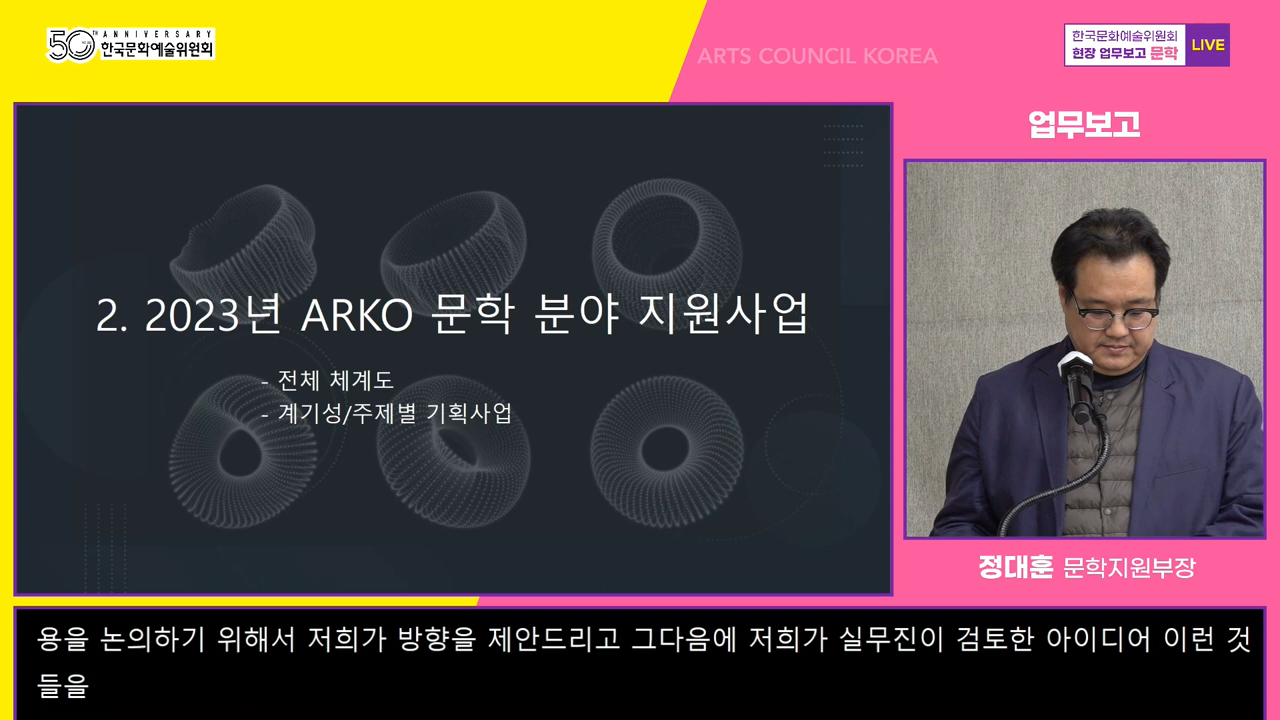 50TH ANNIVERSARY
한국문화예술위원회
ARTS COUNCIL KOREA
한국문화예술위원회
현장 업무보고 문학
LIVE
업무보고
2. 2023년 ARKO 문학 분야 지원사업
- 전체 체계도
- 계기성/주제별 기획사업
정대훈 문학지원부장
용을 논의하기 위해서 저희가 방향을 제안드리고 그다음에 저희가 실무진이 검토한 아이디어 이런 것
들을